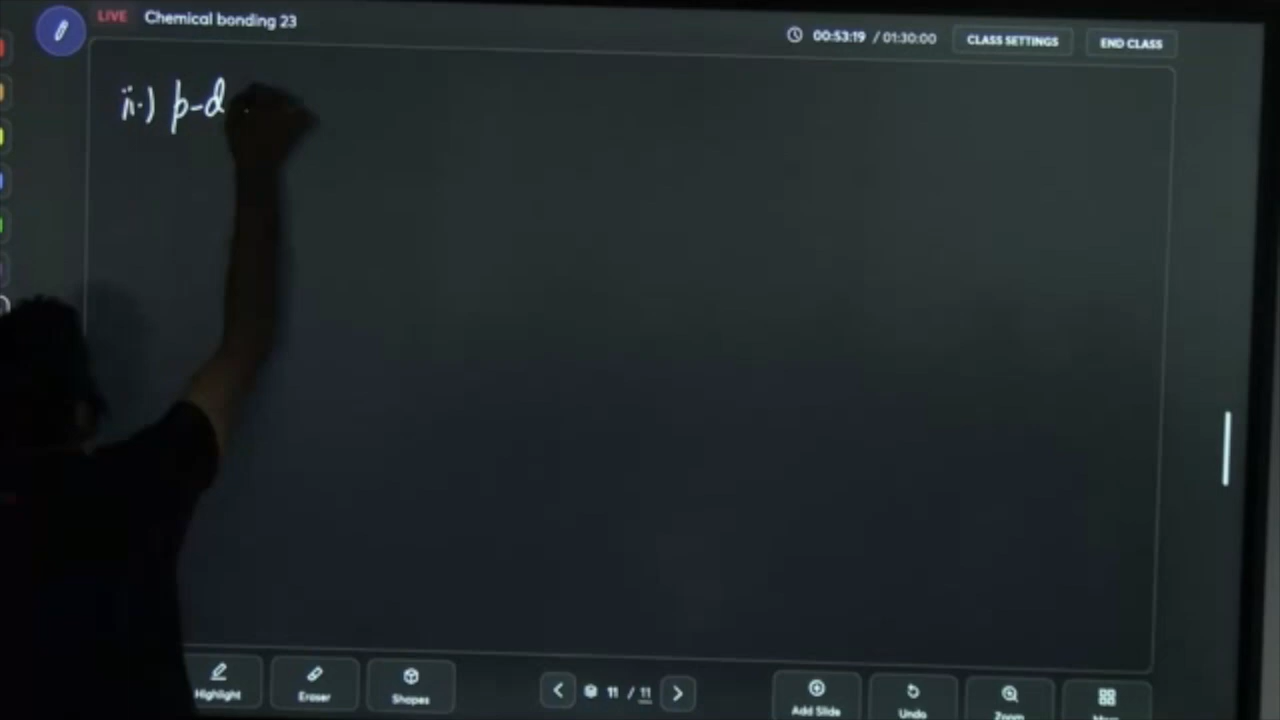 LIVE Chemical bonding 23
00:53:19 / 01:30:00
CLASS SETTINGS
END CLASS
ii.) p-d
Highlight
Eraser
Shapes
11 / 11
Add Slide
Undo
Zoom